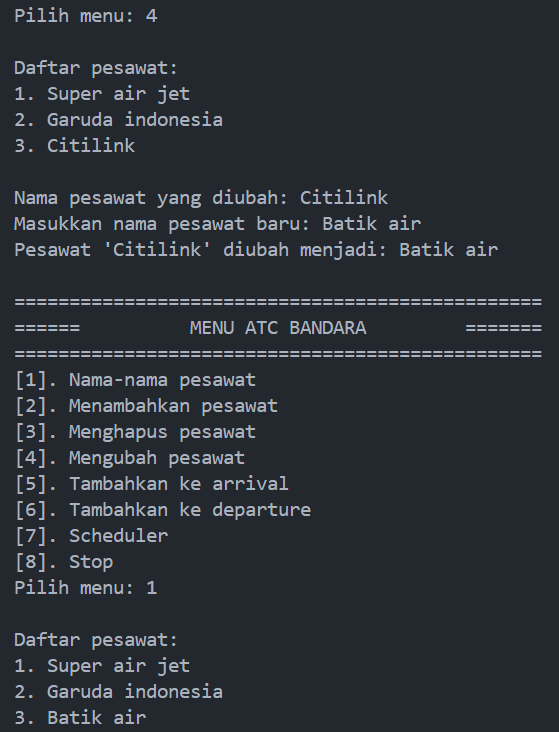 Pilih menu: 4
Daftar pesawat:
1. Super air jet
2. Garuda indonesia
3. Citilink
Nama pesawat yang diubah: Citilink
Masukkan nama pesawat baru: Batik air
Pesawat 'Citilink' diubah menjadi: Batik air
================================================
======          MENU ATC BANDARA         =======
================================================
[1]. Nama-nama pesawat
[2]. Menambahkan pesawat
[3]. Menghapus pesawat
[4]. Mengubah pesawat
[5]. Tambahkan ke arrival
[6]. Tambahkan ke departure
[7]. Scheduler
[8]. Stop
Pilih menu: 1
Daftar pesawat:
1. Super air jet
2. Garuda indonesia
3. Batik air